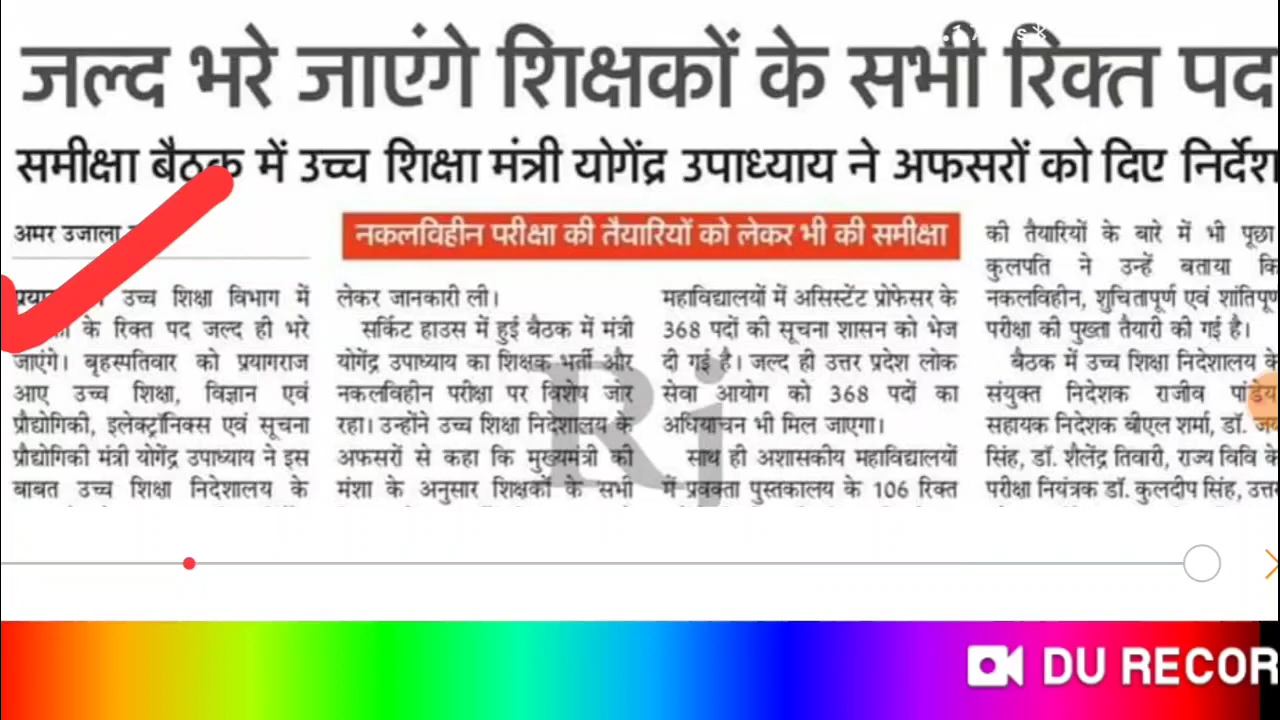 जल्द भरे जाएंगे शिक्षकों के सभी रिक्त पद
समीक्षा बैठक में उच्च शिक्षा मंत्री योगेंद्र उपाध्याय ने अफसरों को दिए निर्देश
अमर उजाला
उच्च शिक्षा विभाग में
के रिक्त पद जल्द ही भरे
जाएंगे। बृहस्पतिवार को प्रयागराज
आए उच्च शिक्षा, विज्ञान एवं
प्रौद्योगिकी, इलेक्ट्रॉनिक्स एवं सूचना
प्रौद्योगिकी मंत्री योगेंद्र उपाध्याय ने इस
बाबत उच्च शिक्षा निदेशालय के
नकलविहीन परीक्षा की तैयारियों को लेकर भी की समीक्षा
लेकर जानकारी ली।
सर्किट हाउस में हुई बैठक में मंत्री
योगेंद्र उपाध्याय का शिक्षक भर्ती और
नकलविहीन परीक्षा पर विशेष जोर
रहा। उन्होंने उच्च शिक्षा निदेशालय के
अफसरों से कहा कि मुख्यमंत्री की
मंशा के अनुसार शिक्षकों के सभी
महाविद्यालयों में असिस्टेंट प्रोफेसर के
368 पदों की सूचना शासन को भेज
दी गई है। जल्द ही उत्तर प्रदेश लोक
सेवा आयोग को 368 पदों का
अधियाचन भी मिल जाएगा।
साथ ही अशासकीय महाविद्यालयों
में प्रवक्ता पुस्तकालय के 106 रिक्त
की तैयारियों के बारे में भी पूछा
कुलपति ने उन्हें बताया कि
नकलविहीन, शुचितापूर्ण एवं शांतिपूर्ण
परीक्षा की पुख्ता तैयारी की गई है।
बैठक में उच्च शिक्षा निदेशालय के
संयुक्त निदेशक राजीव पांडेय
सहायक निदेशक बीएल शर्मा, डॉ. जय
सिंह, डॉ. शैलेंद्र तिवारी, राज्य विवि के
परीक्षा नियंत्रक डॉ. कुलदीप सिंह, उत्तर
Rj
DU RECOR